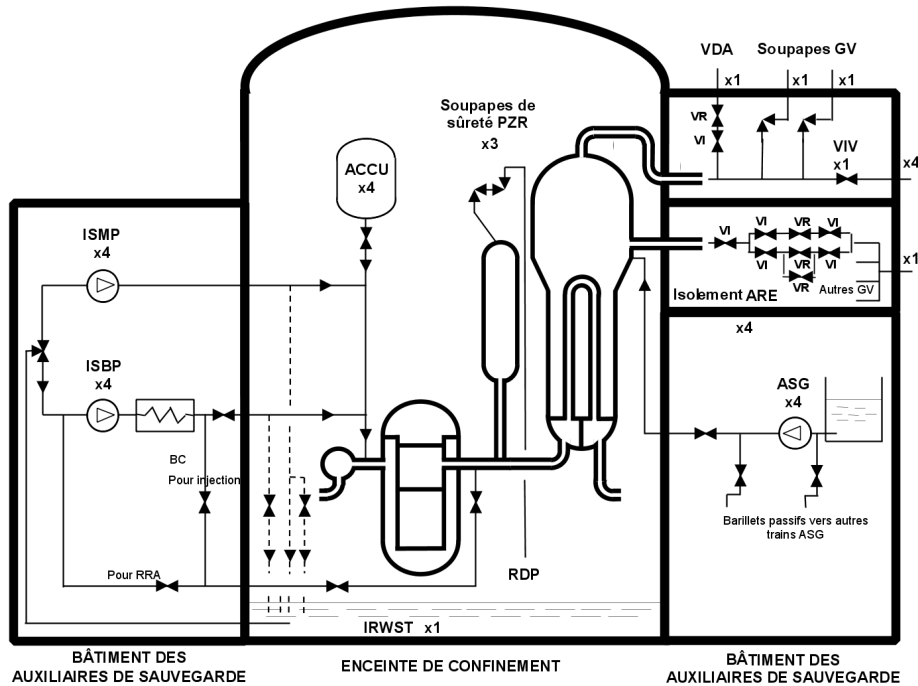 VDA
x1
Soupapes GV
x1
x1
VR
VI
VIV
x1
x4
Soupapes de
sûreté PZR
x3
ACCU
x4
ISMP
x4
VI
VI
VR
VI
VI
VR
VI
VR
x1
Autres GV
Isolement ARE
x4
ISBP
x4
ASG
x4
BC
Pour injection
Barillets passifs vers autres
trains ASG
Pour RRA
RDP
IRWST x1
BÂTIMENT DES
AUXILIAIRES DE SAUVEGARDE
ENCEINTE DE CONFINEMENT
BÂTIMENT DES
AUXILIAIRES DE SAUVEGARDE